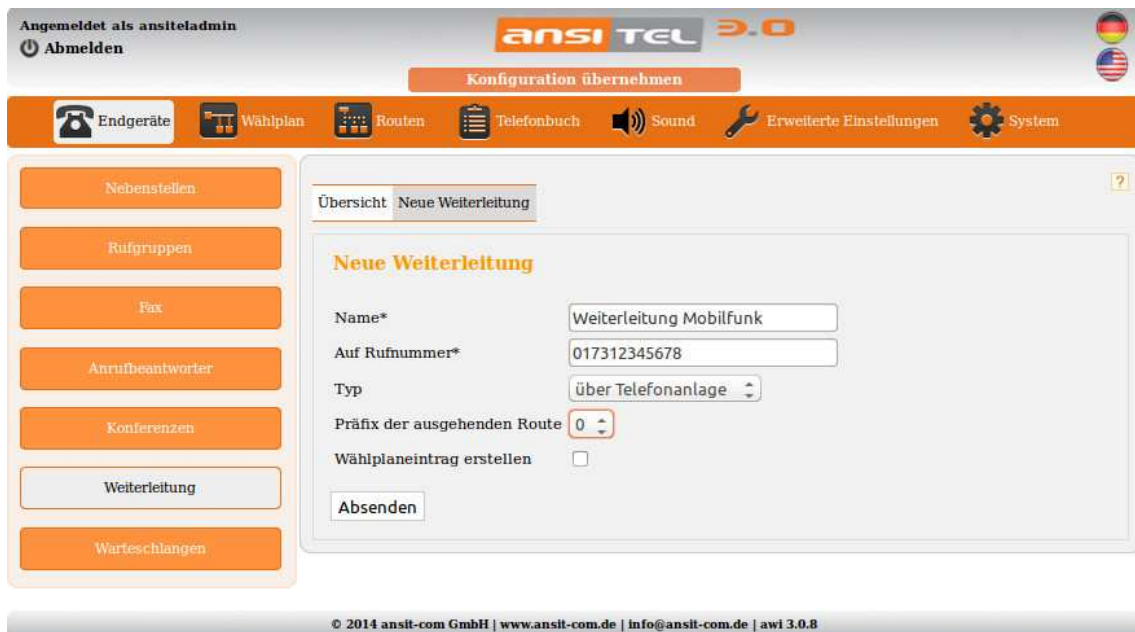 Angemeldet als ansiteladmin
Abmelden
ansi TEL 3.0
Konfiguration übernehmen
Endgeräte Wählplan Routen Telefonbuch Sound Erweiterte Einstellungen System
Nebenstellen
Rufgruppen
Fax
Anrufbeantworter
Konferenzen
Weiterleitung
Warteschlangen
?
Übersicht Neue Weiterleitung
Neue Weiterleitung
Name* Weiterleitung Mobilfunk
Auf Rufnummer* 017312345678
Typ über Telefonanlage
Präfix der ausgehenden Route 0
Wählplaneintrag erstellen
Absenden
© 2014 ansit-com GmbH | www.ansit-com.de | info@ansit-com.de | awi 3.0.8